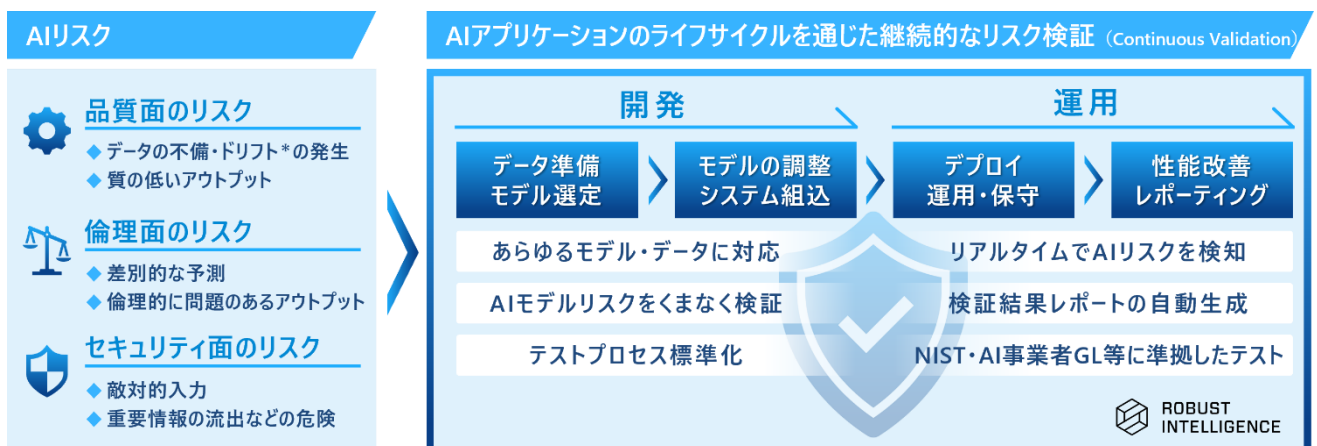 AIリスク
品質面のリスク
◆データの不備・ドリフト*の発生
◆質の低いアウトプット
倫理面のリスク
◆差別的な予測
◆倫理的に問題のあるアウトプット
セキュリティ面のリスク
◆敵対的入力
◆重要情報の流出などの危険
AIアプリケーションのライフサイクルを通じた継続的なリスク検証（Continuous Validation）
開発
運用
データ準備
モデル選定
モデルの調整
システム組込
デプロイ
運用・保守
性能改善
レポーティング
あらゆるモデル・データに対応
リアルタイムでAIリスクを検知
AIモデルリスクをくまなく検証
検証結果レポートの自動生成
テストプロセス標準化
NIST・AI事業者GL等に準拠したテスト
ROBUST
INTELLIGENCE